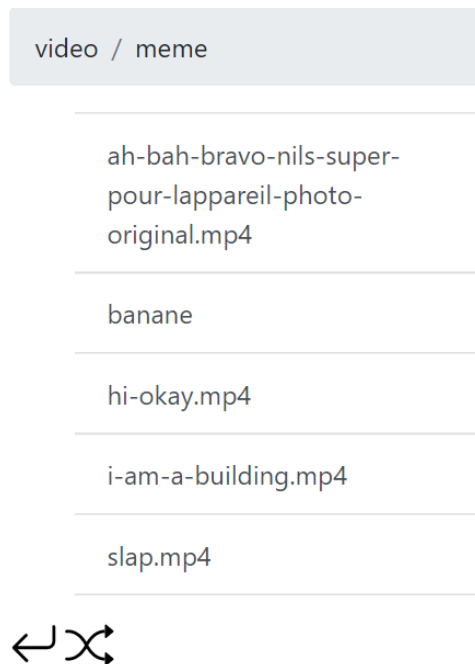 video / meme
ah-bah-bravo-nils-super-
pour-lappareil-photo-
original.mp4
banane
hi-okay.mp4
i-am-a-building.mp4
slap.mp4